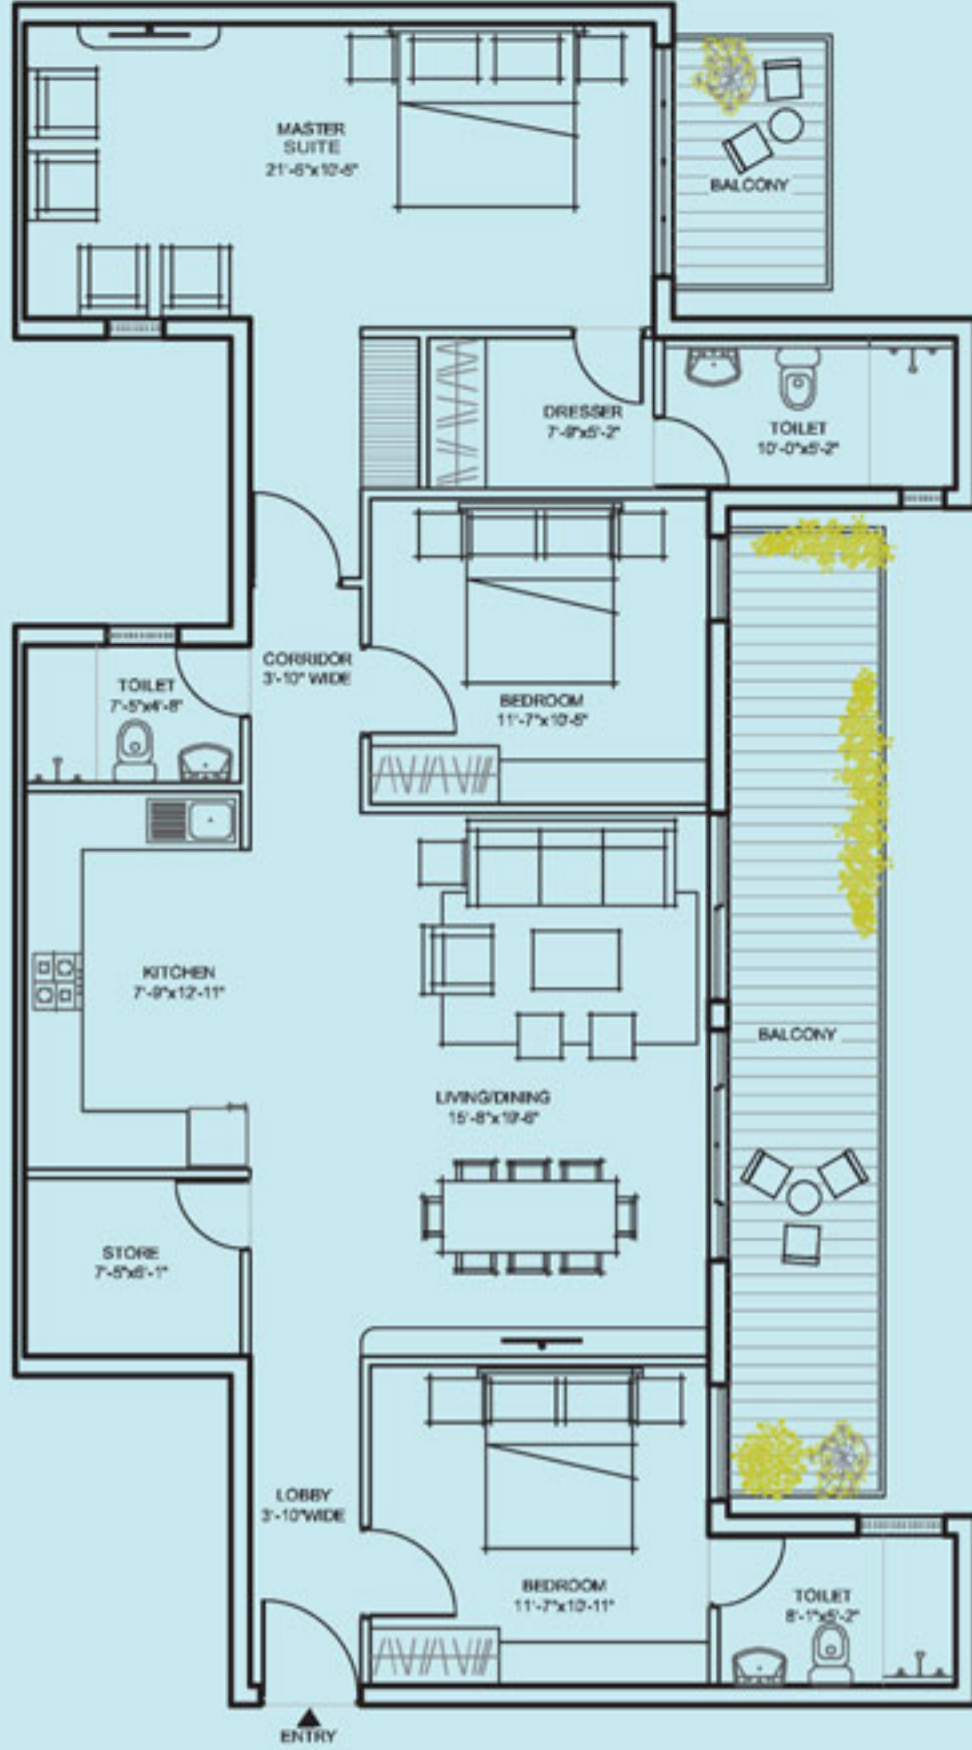 MASTER
SUITE
21'-6"x10'-6"
BALCONY
DRESSER
7'-9"x5'-2"
TOILET
10'-0"x5'-2"
CORRIDOR
3'-10" WIDE
TOILET
7'-5"x4'-8"
BEDROOM
11'-7"x10'-6"
KITCHEN
7'-9"x12'-11"
BALCONY
LIVING/DINING
15'-8"x19'-6"
STORE
7'-5"x6'-1"
LOBBY
3'-10"WIDE
BEDROOM
11'-7"x10'-11"
TOILET
8'-1"x5'-2"
ENTRY